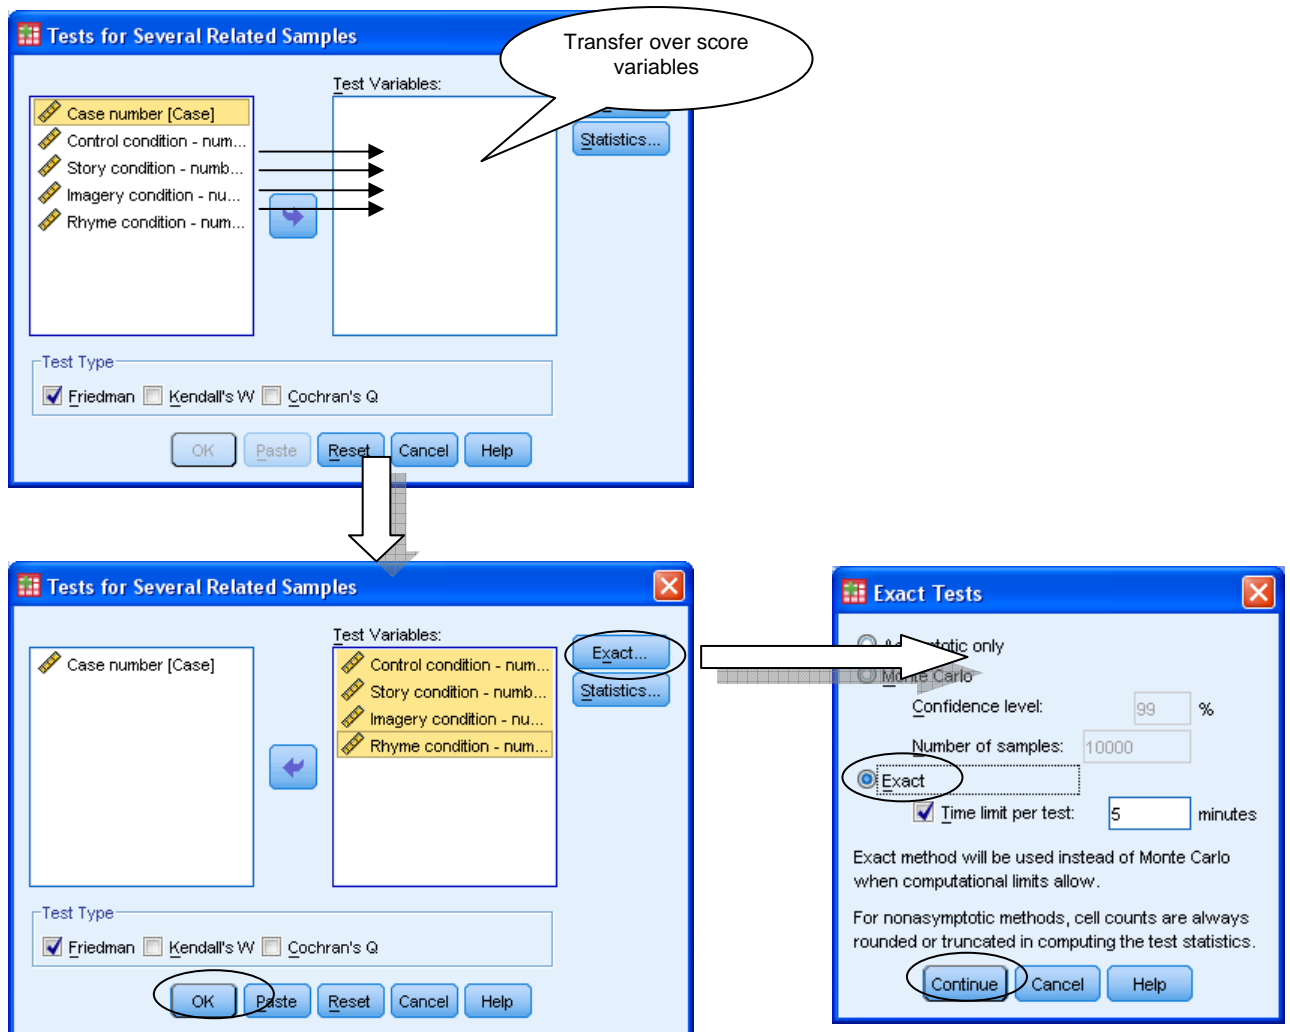 Tests for Several Related Samples
Transfer over score
variables
Test Variables:
Case number [Case]
Control condition - num...
Story condition - numb...
Imagery condition - nu...
Rhyme condition - num...
Statistics...
Test Type
Friedman Kendall's W Cochran's Q
OK Paste Reset Cancel Help
Tests for Several Related Samples
Test Variables:
Case number [Case]
Control condition - num...
Story condition - numb...
Imagery condition - nu...
Rhyme condition - num...
Exact...
Statistics...
Test Type
Friedman Kendall's W Cochran's Q
OK Paste Reset Cancel Help
Exact Tests
only
Monte Carlo
Confidence level: 99 %
Number of samples: 10000
Exact
Time limit per test: 5 minutes
Exact method will be used instead of Monte Carlo
when computational limits allow.
For nonasymptotic methods, cell counts are always
rounded or truncated in computing the test statistics.
Continue Cancel Help